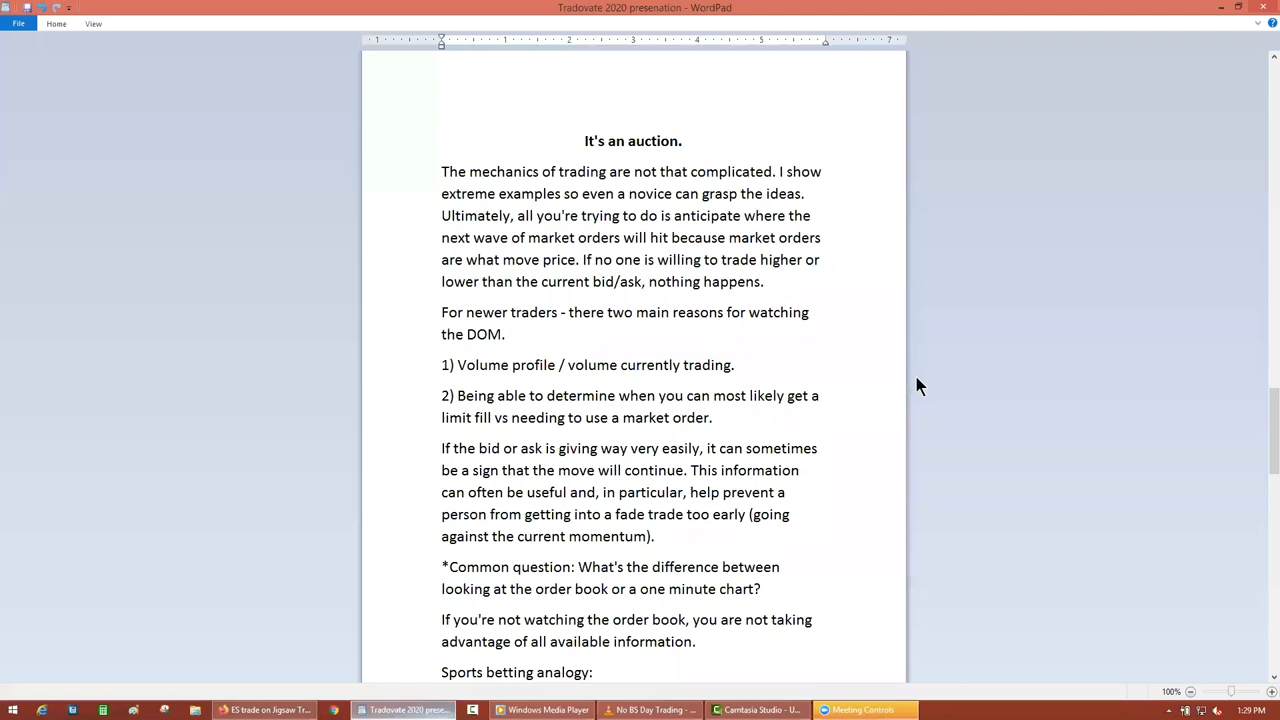 Tradovate 2020 presenation - WordPad
File Home View
1 1 2 3 4 5 7
It's an auction.
The mechanics of trading are not that complicated. I show
extreme examples so even a novice can grasp the ideas.
Ultimately, all you're trying to do is anticipate where the
next wave of market orders will hit because market orders
are what move price. If no one is willing to trade higher or
lower than the current bid/ask, nothing happens.
For newer traders - there two main reasons for watching
the DOM.
1) Volume profile / volume currently trading.
2) Being able to determine when you can most likely get a
limit fill vs needing to use a market order.
If the bid or ask is giving way very easily, it can sometimes
be a sign that the move will continue. This information
can often be useful and, in particular, help prevent a
person from getting into a fade trade too early (going
against the current momentum).
*Common question: What's the difference between
looking at the order book or a one minute chart?
If you're not watching the order book, you are not taking
advantage of all available information.
Sports betting analogy:
100%
ES trade on Jigsaw Tr... Tradovate 2020 prese... Windows Media Player No BS Day Trading - ... Camtasia Studio - U... Meeting Controls 1:29 PM